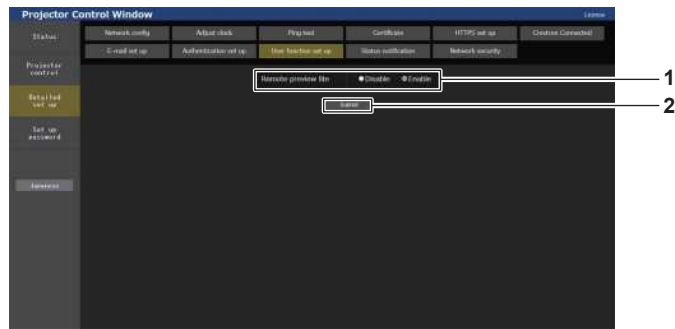 Projector Control Window
License
Status
Network config
Adjust clock
Ping test
Certificate
HTTPS set up
Crestron Connected
E-mail set up
Authentication set up
User function set up
Status notification
Network security
Projector
control
Remote preview lite
Disable
Enable
1
Submit
2
Detailed
set up
Set up
password
Japanese